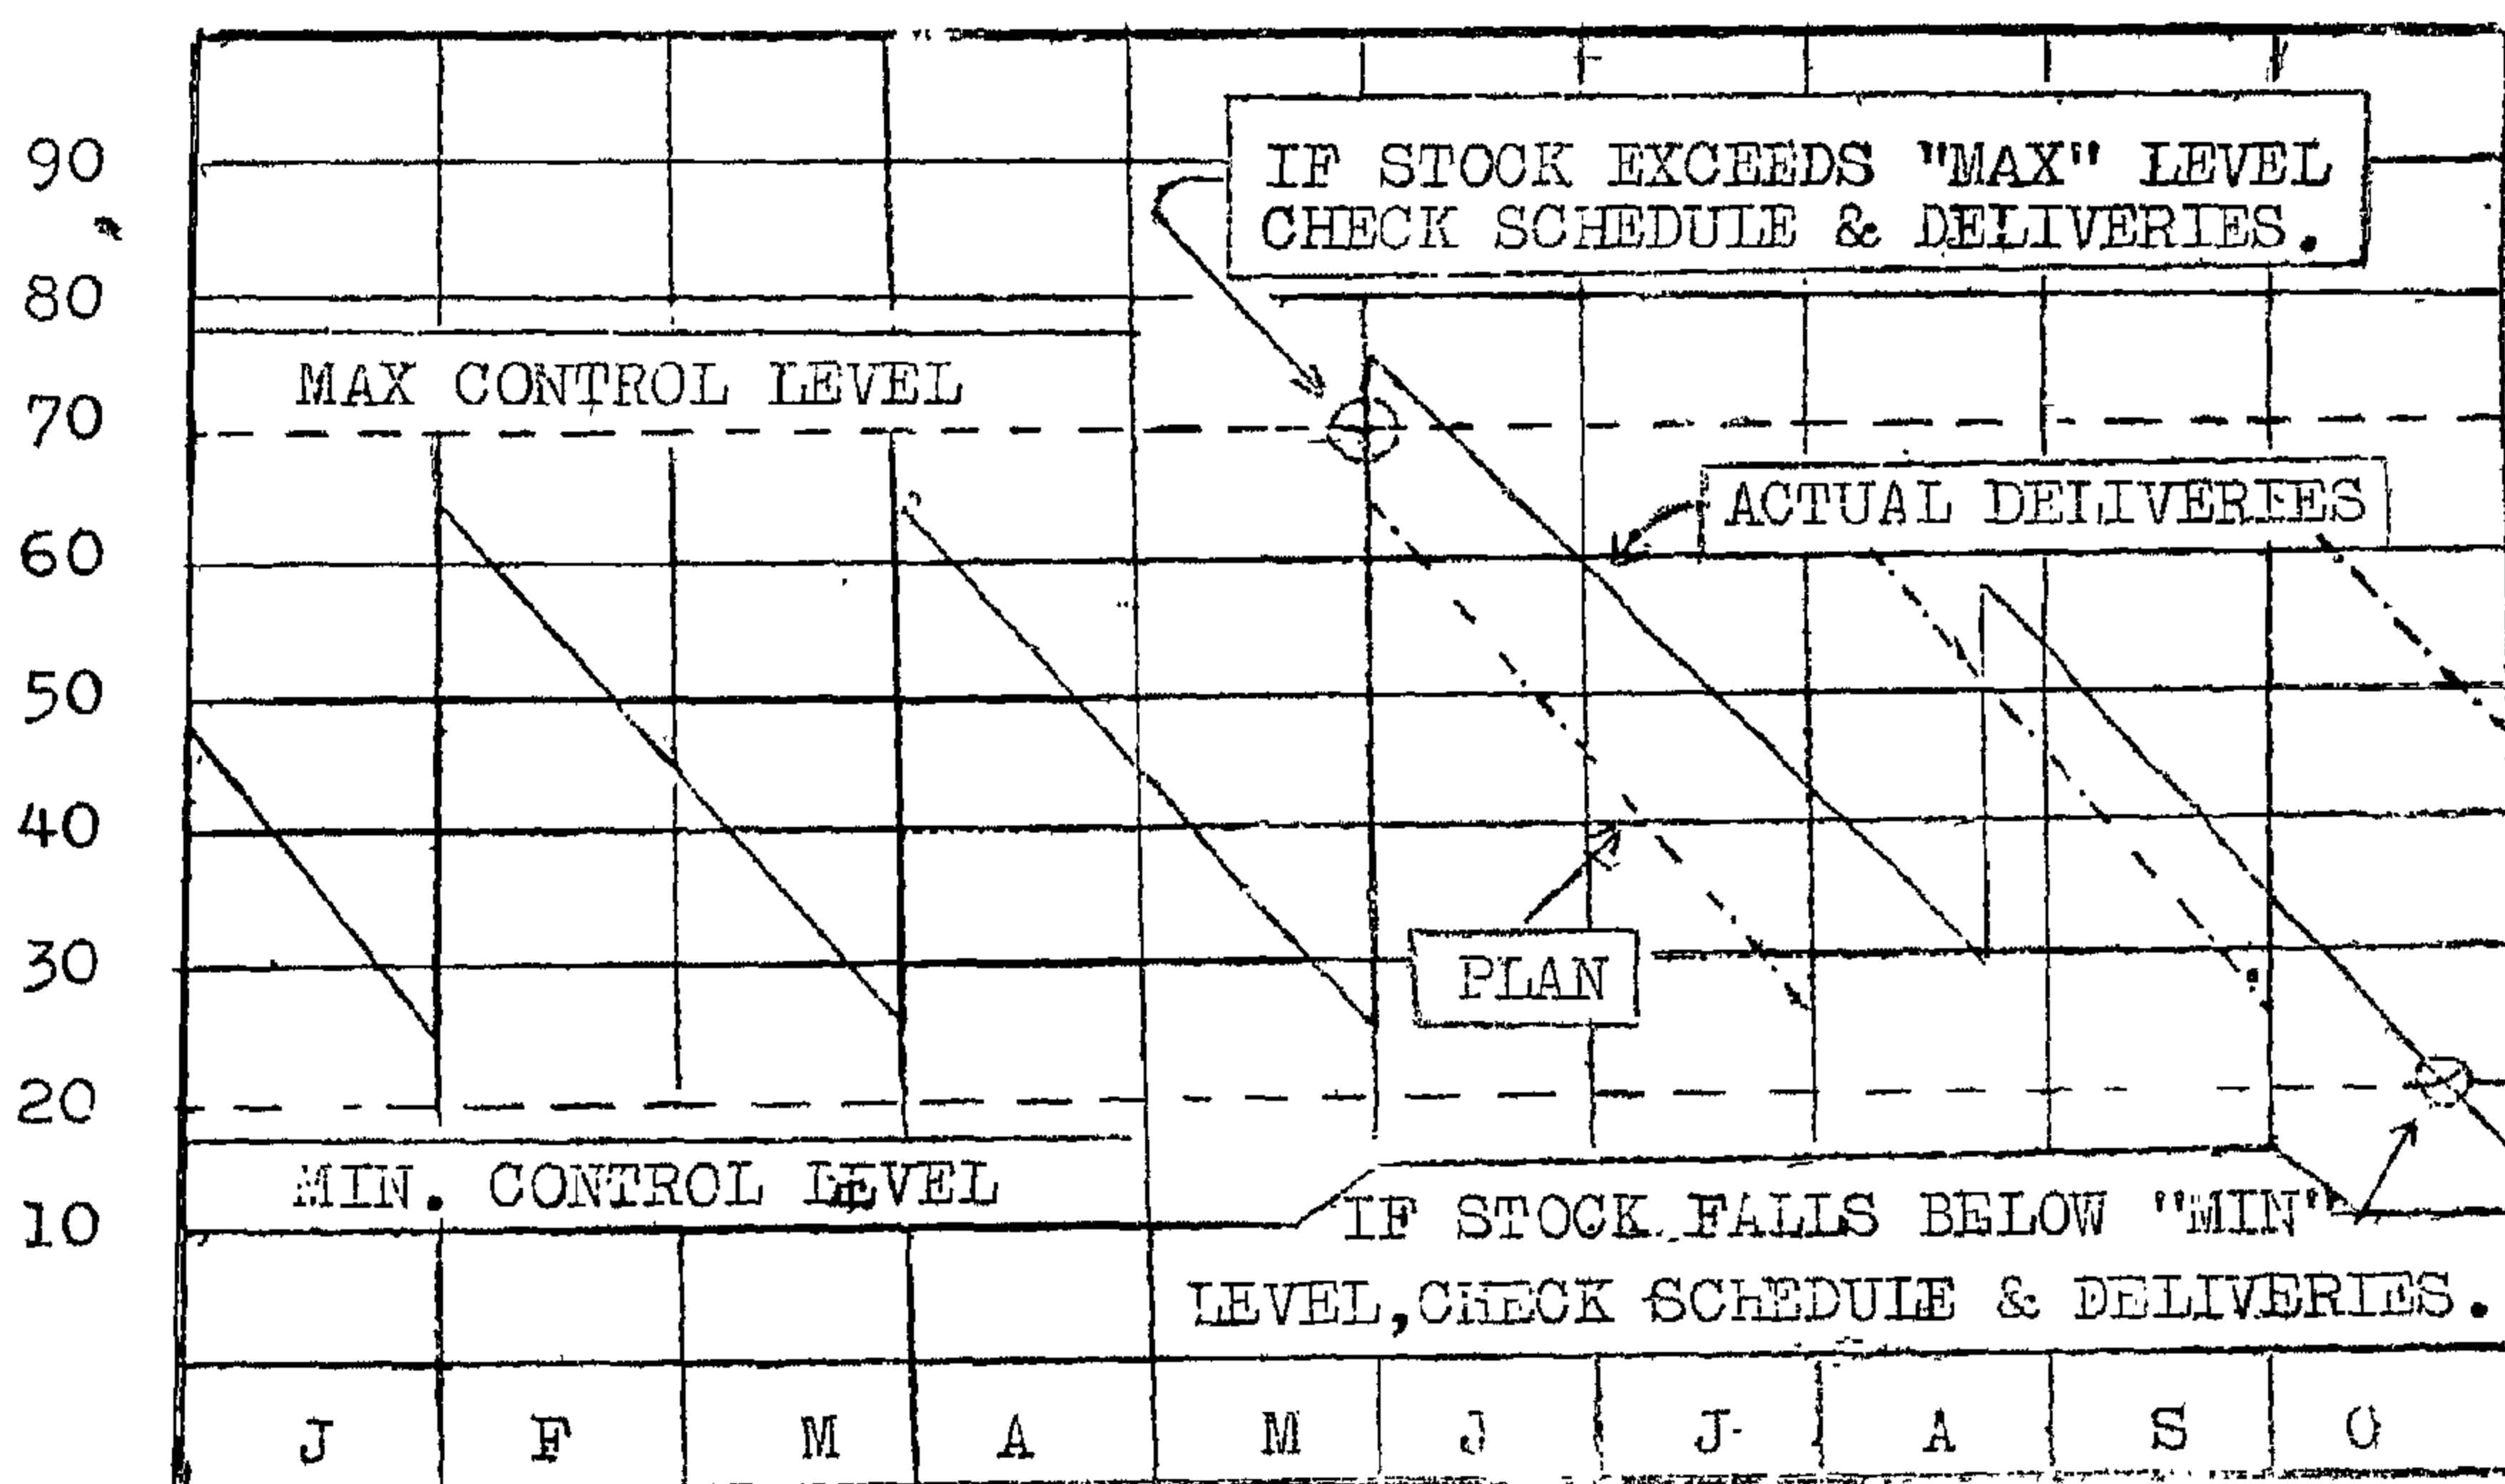 90
IF STOCK EXCEEDS "MAX" LEVEL
CHECK SCHEDULE & DELIVERIES.
80
MAX CONTROL LEVEL
70
ACTUAL DELIVERIES
60
50
40
30
PLAN
20
MIN. CONTROL LEVEL
10
IF STOCK FALLS BELOW "MIN"
LEVEL, CHECK SCHEDULE & DELIVERIES.
J F M A M J J A S O